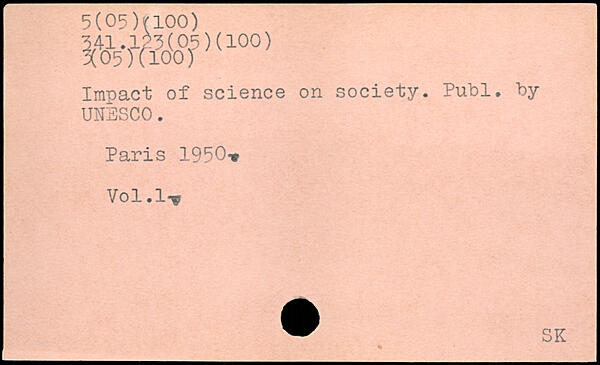 5(05)(100)
341.123(05)(100)
3(05)(100)
Impact of science on society. Publ. by
UNESCO.
Paris 1950-
Vol.1-
SK